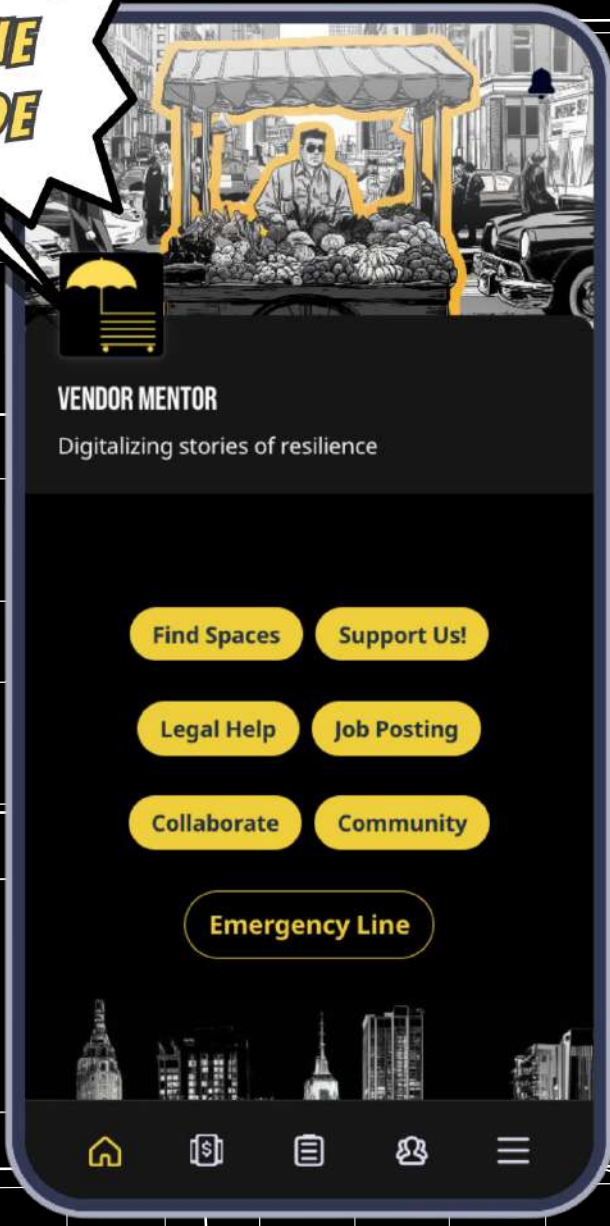 VENDOR MENTOR
Digitalizing stories of resilience
Find Spaces
Support Us!
Legal Help
Job Posting
Collaborate
Community
Emergency Line
$